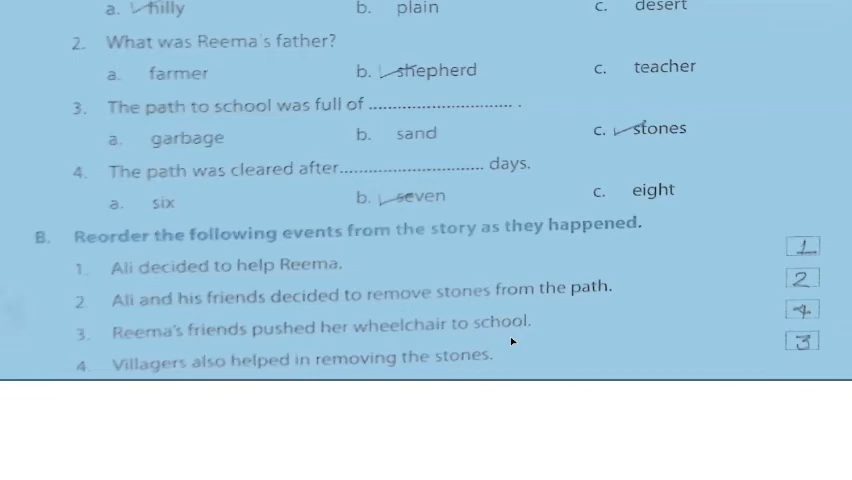 a. hilly b. plain c. desert
2. What was Reema's father?
a. farmer b. shepherd c. teacher
3. The path to school was full of ............................ .
a. garbage b. sand c. stones
4. The path was cleared after............................ days.
a. six b. seven c. eight
B. Reorder the following events from the story as they happened.
1. Ali decided to help Reema. 1
2 Ali and his friends decided to remove stones from the path. 2
3. Reema's friends pushed her wheelchair to school. 4
4. Villagers also helped in removing the stones. 3